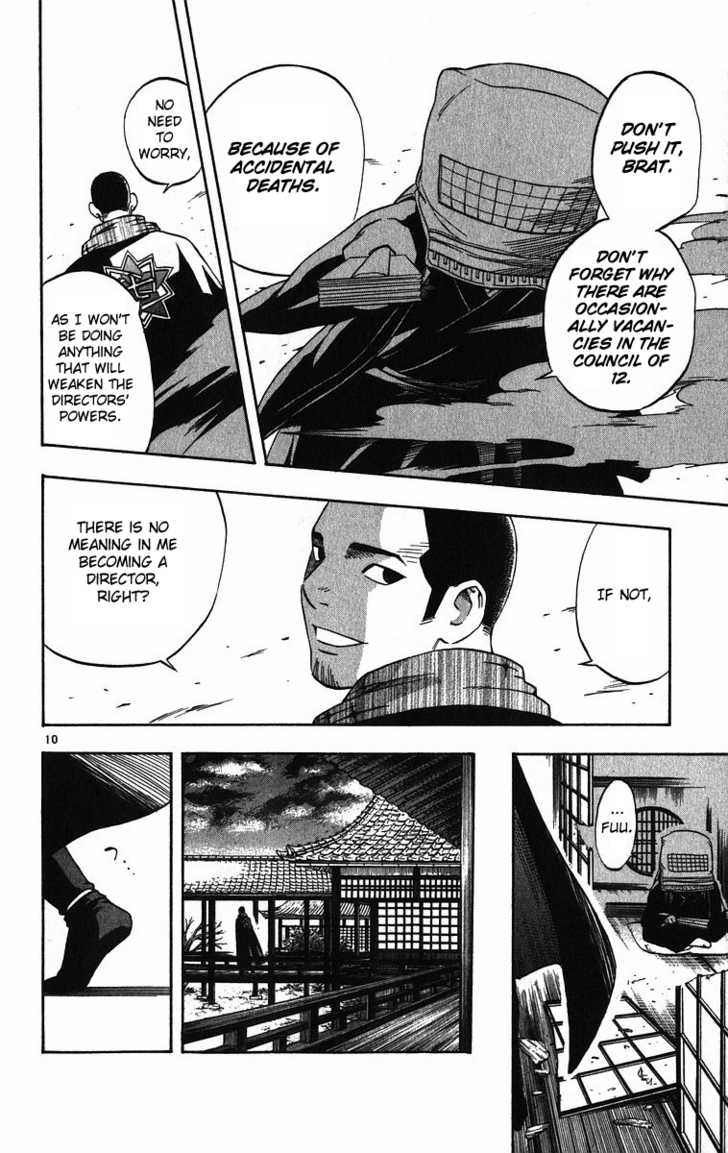 DON'T
PUSH IT,
BRAT.
DON'T
FORGET WHY
THERE ARE
OCCASION-
ALLY VACAN-
CIES IN THE
COUNCIL OF
12.
BECAUSE OF
ACCIDENTAL
DEATHS.
NO
NEED
TO
WORRY,
AS I WON'T
BE DOING
ANYTHING
THAT WILL
WEAKEN THE
DIRECTORS'
POWERS.
IF NOT,
THERE IS NO
MEANING IN ME
BECOMING A
DIRECTOR,
RIGHT?
10
...
FUU.